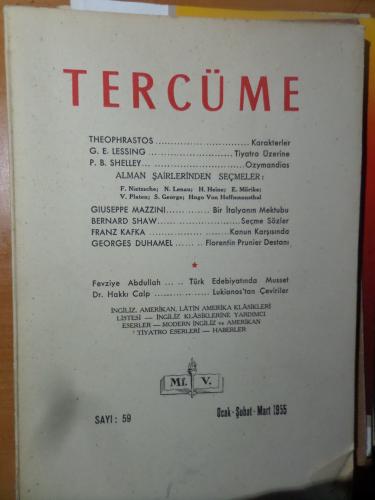 TERCÜME
THEOPHRASTOS ........................ Karakterler
G. E. LESSING ..................... Tiyatro Üzerine
P. B. SHELLEY........................ Ozymandias
ALMAN ŞAİRLERİNDEN SEÇMELER :
F. Nietzsche; N. Lenau; H. Heine; E. Mörike;
V. Platen; S. George; Hugo Von Hoffmannsthal
GIUSEPPE MAZZINI ............ Bir İtalyanın Mektubu
BERNARD SHAW ..................... Seçme Sözler
FRANZ KAFKA .................. Kanun Karşısında
GEORGES DUHAMEL ....... Florentin Prunier Destanı
Fevziye Abdullah ..... Türk Edebiyatında Musset
Dr. Hakkı Calp .................. Lukianos'tan Çeviriler
İNGİLİZ, AMERİKAN, LÂTİN AMERİKA KLÂSİKLERİ
LİSTESİ — İNGİLİZ KLÂSİKLERİNE YARDIMCI
ESERLER — MODERN İNGİLİZ ve AMERİKAN
TİYATRO ESERLERİ — HABERLER
Mf. V.
SAYI : 59
Ocak - Şubat - Mart 1955